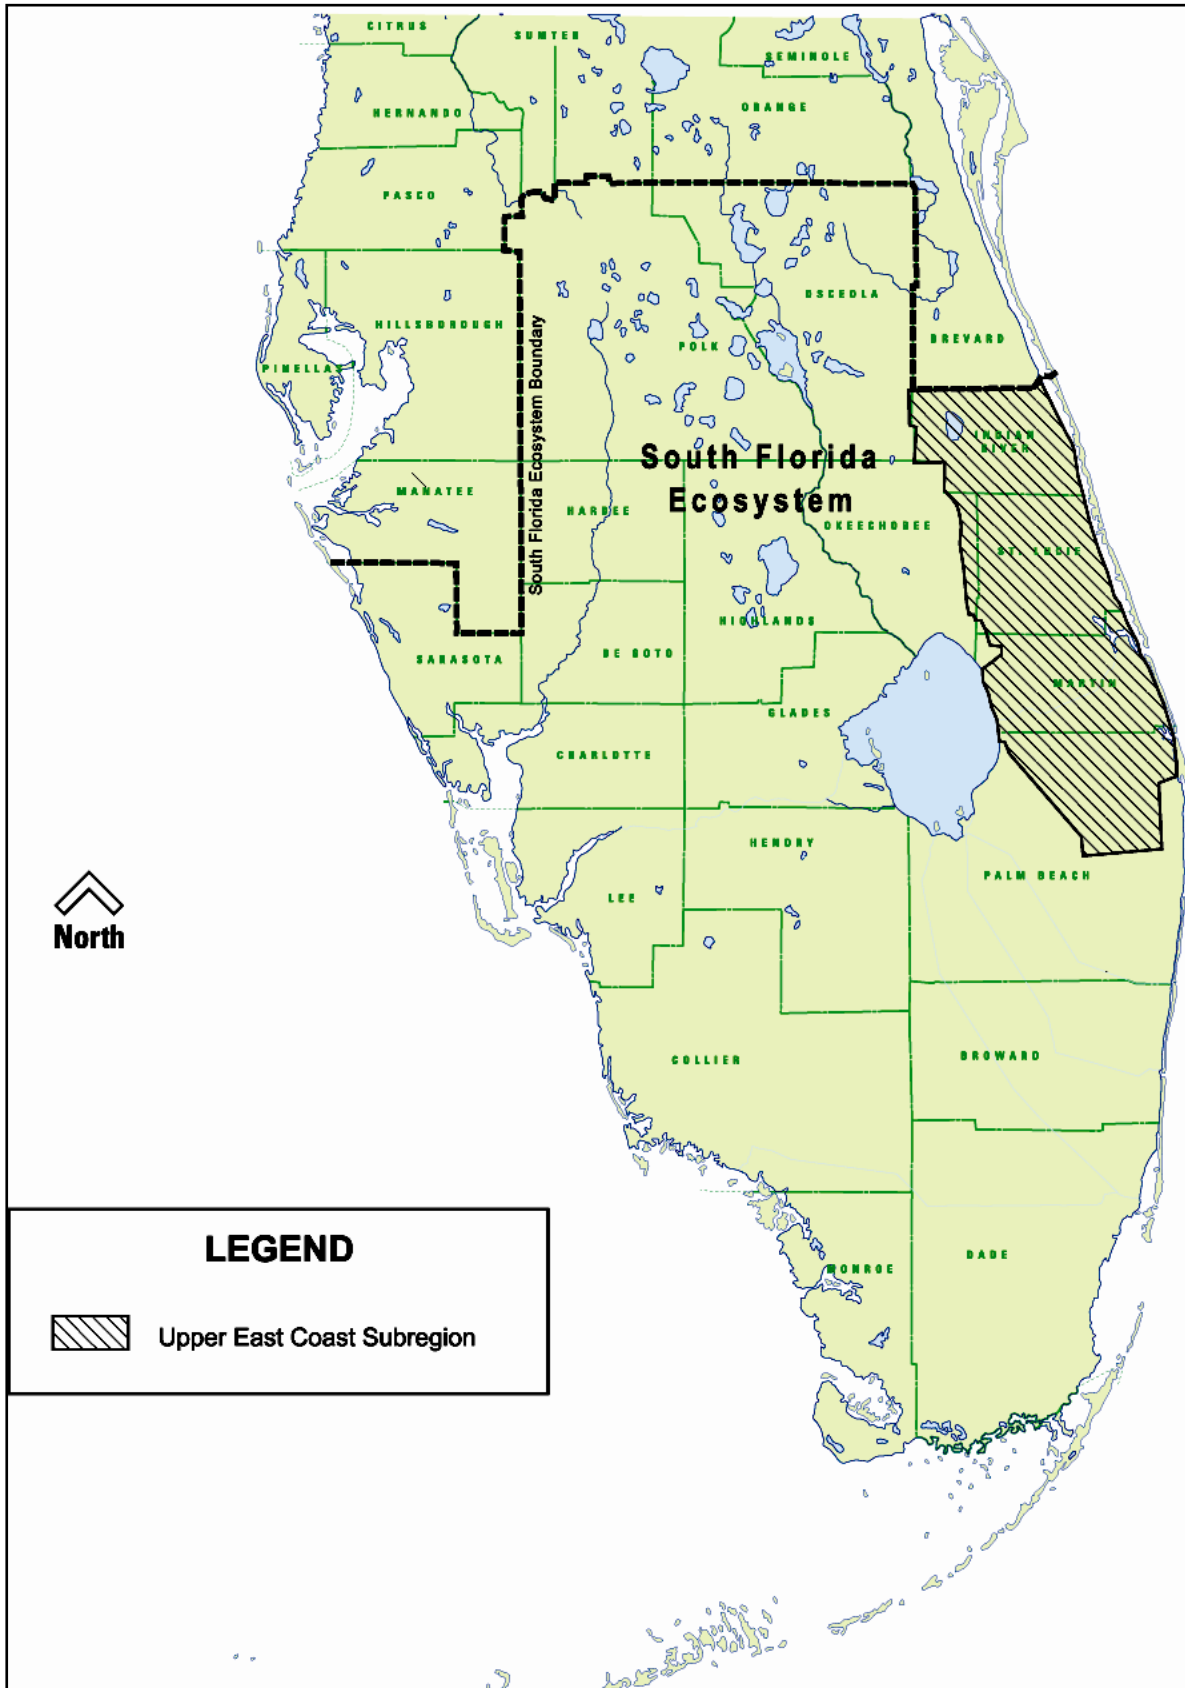 CITRUS
SUMTER
SEMINOLE
HERNANDO
ORANGE
PASCO
OSCEOLA
HILLSBOROUGH
BREVARD
POLK
PINELLAS
South Florida Ecosystem Boundary
INDIAN
RIVER
South Florida
Ecosystem
MANATEE
HARDEE
OKEECHOBEE
ST. LUCIE
HIGHLANDS
SARASOTA
DE SOTO
MARTIN
GLADES
CHARLOTTE
HENDRY
PALM BEACH
LEE
North
COLLIER
BROWARD
DADE
MONROE
LEGEND
Upper East Coast Subregion